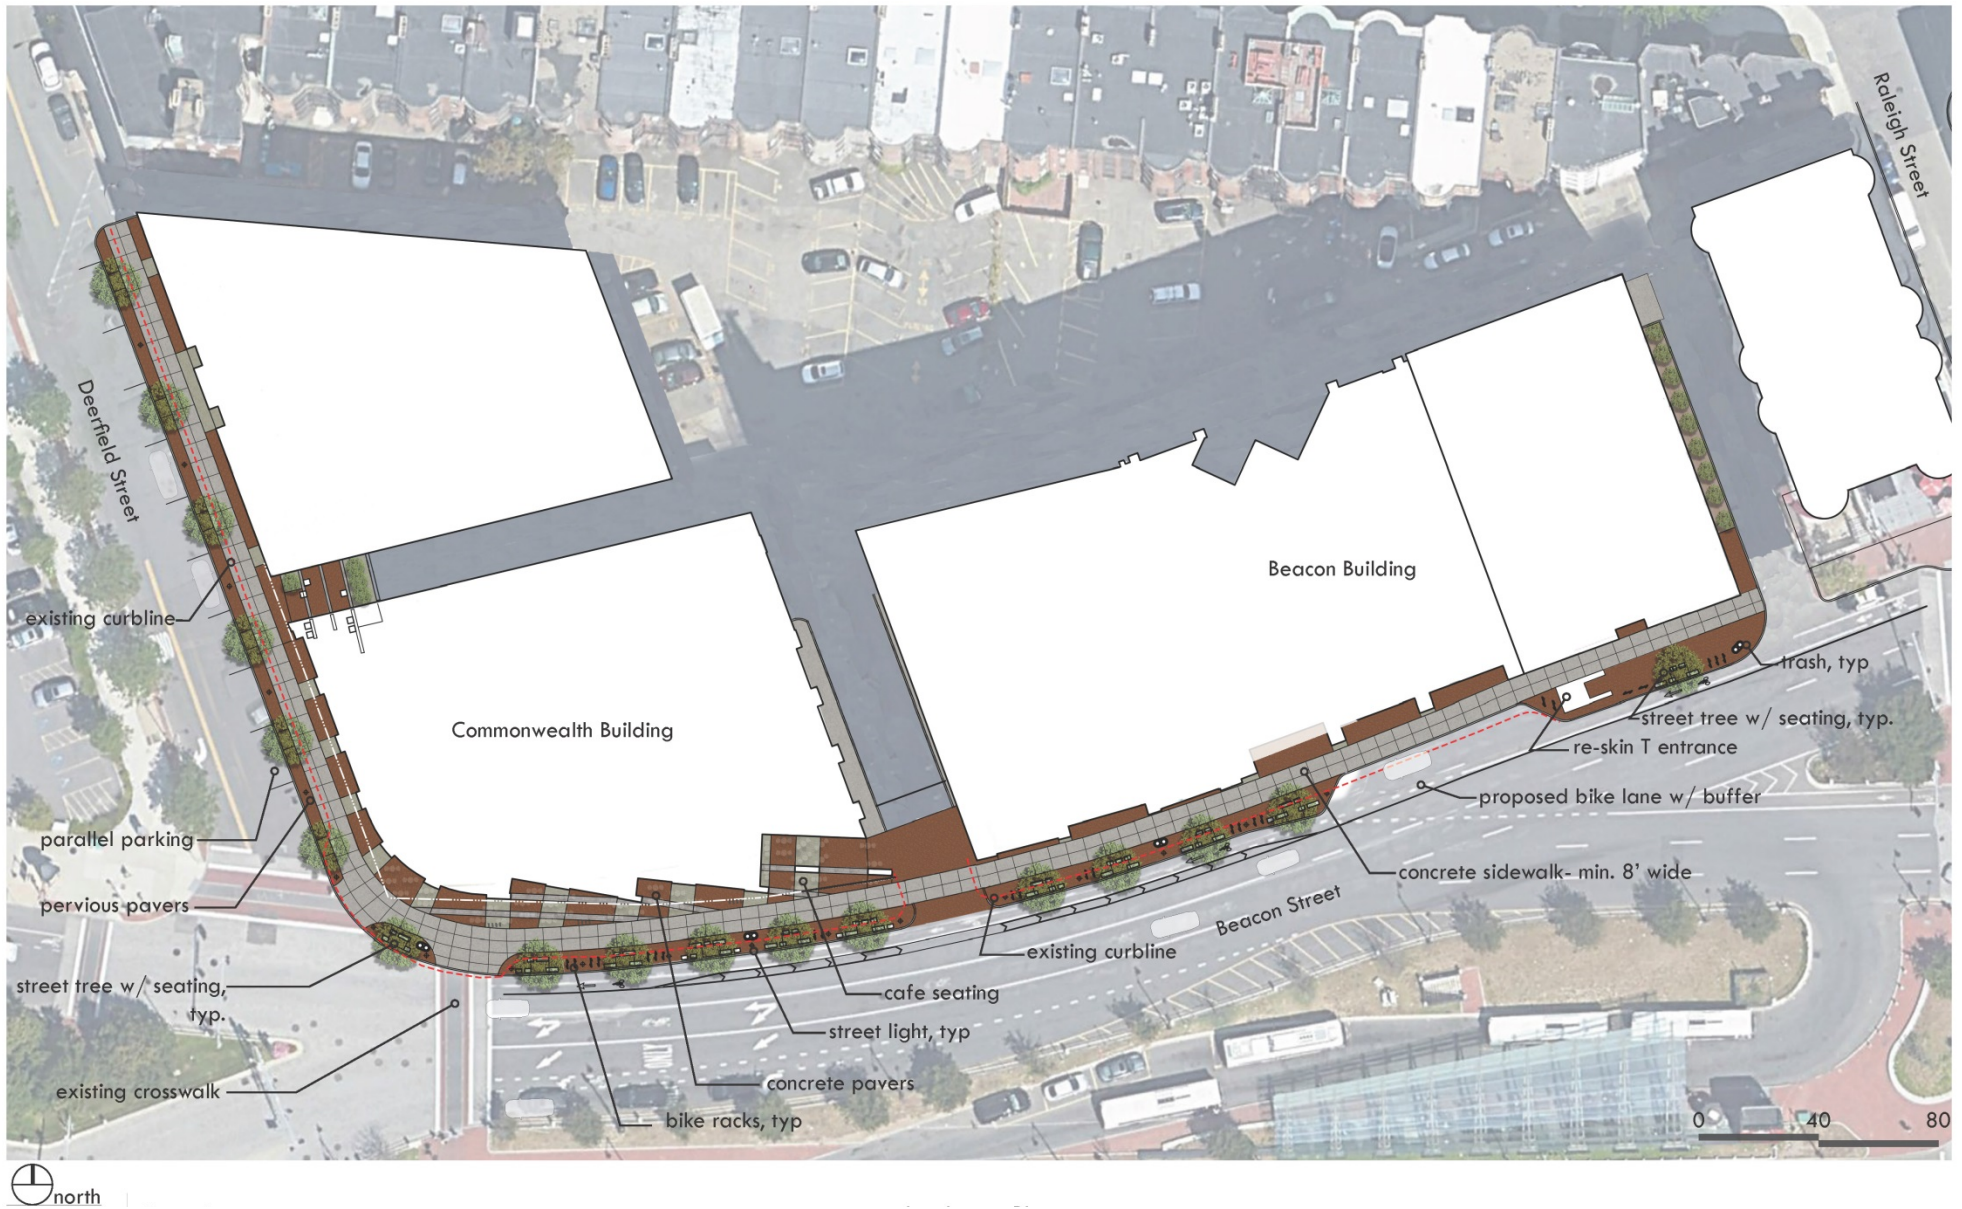 Raleigh Street
Deerfield Street
Beacon Building
existing curbline
trash, typ
street tree w/ seating, typ.
Commonwealth Building
re-skin T entrance
proposed bike lane w/ buffer
parallel parking
concrete sidewalk- min. 8' wide
pervious pavers
Beacon Street
existing curbline
street tree w/ seating,
typ.
cafe seating
street light, typ
ONLY
existing crosswalk
concrete pavers
bike racks, typ
0 40 80
north